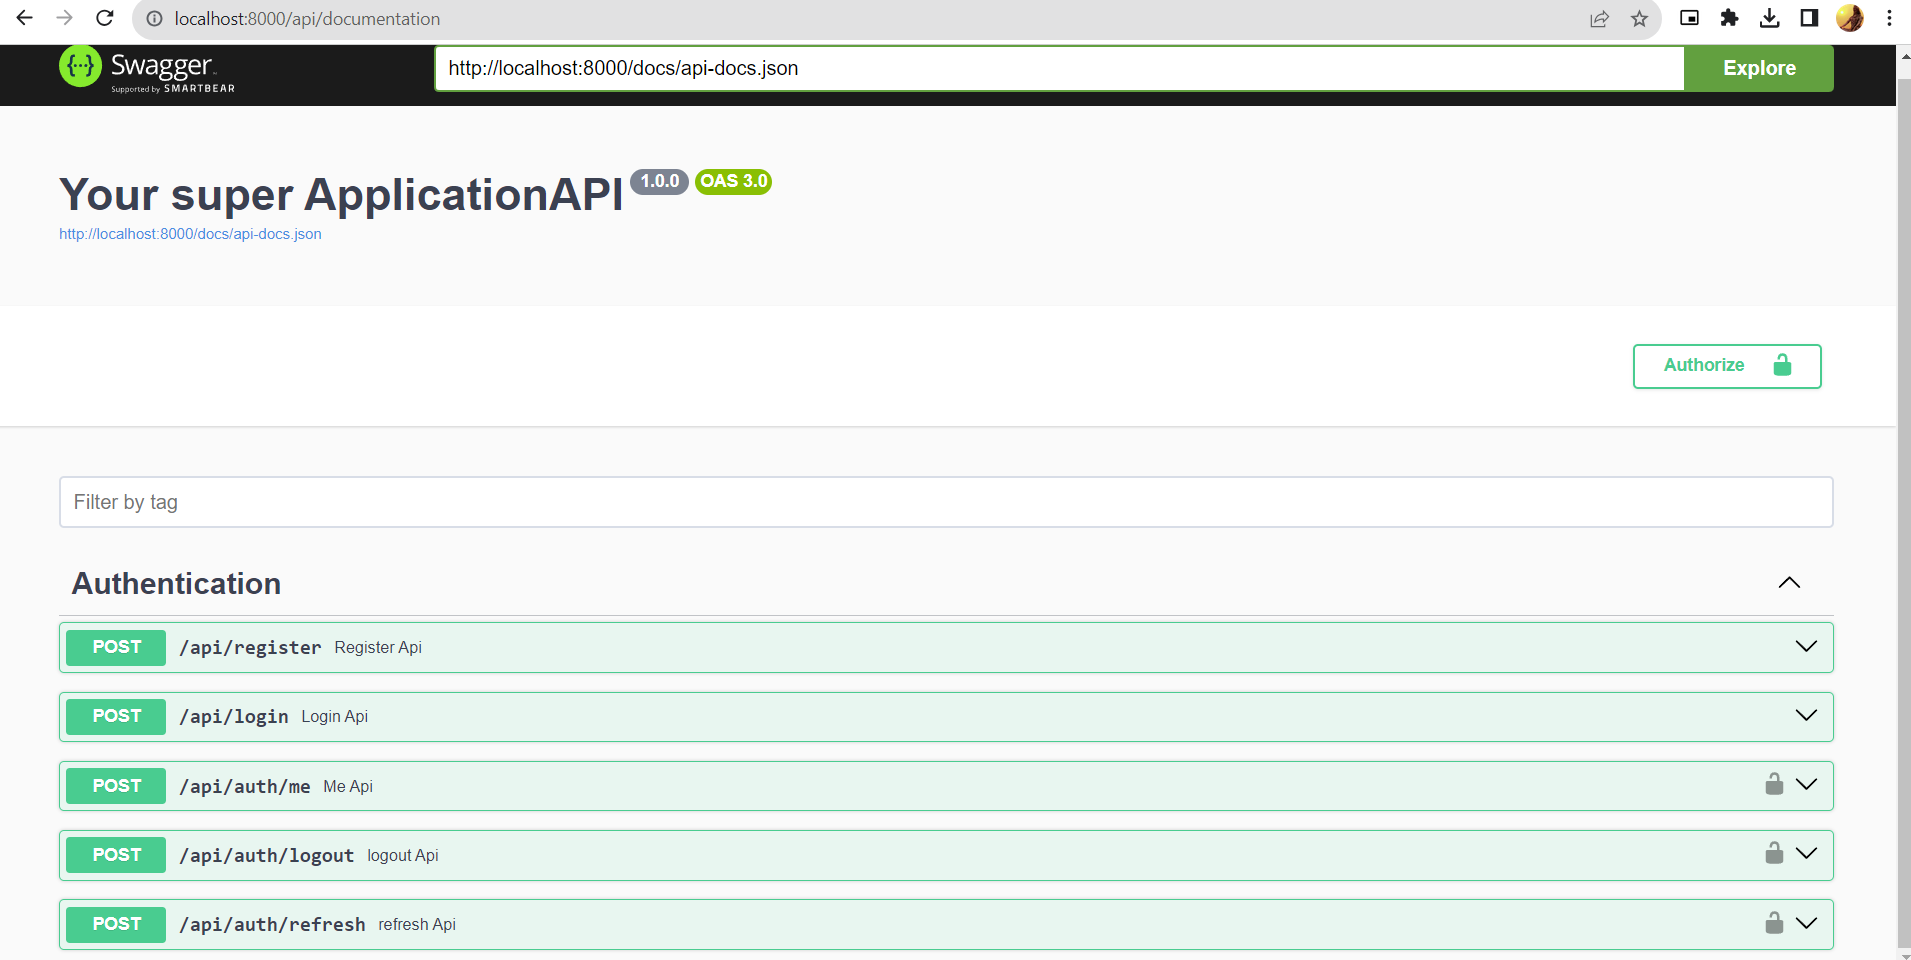 localhost:8000/api/documentation
Swagger
Supported by SMARTBEAR
http://localhost:8000/docs/api-docs.json
Explore
Your super ApplicationAPI 1.0.0 OAS 3.0
http://localhost:8000/docs/api-docs.json
Authorize
Filter by tag
Authentication
POST /api/register Register Api
POST /api/login Login Api
POST /api/auth/me Me Api
POST /api/auth/logout logout Api
POST /api/auth/refresh refresh Api